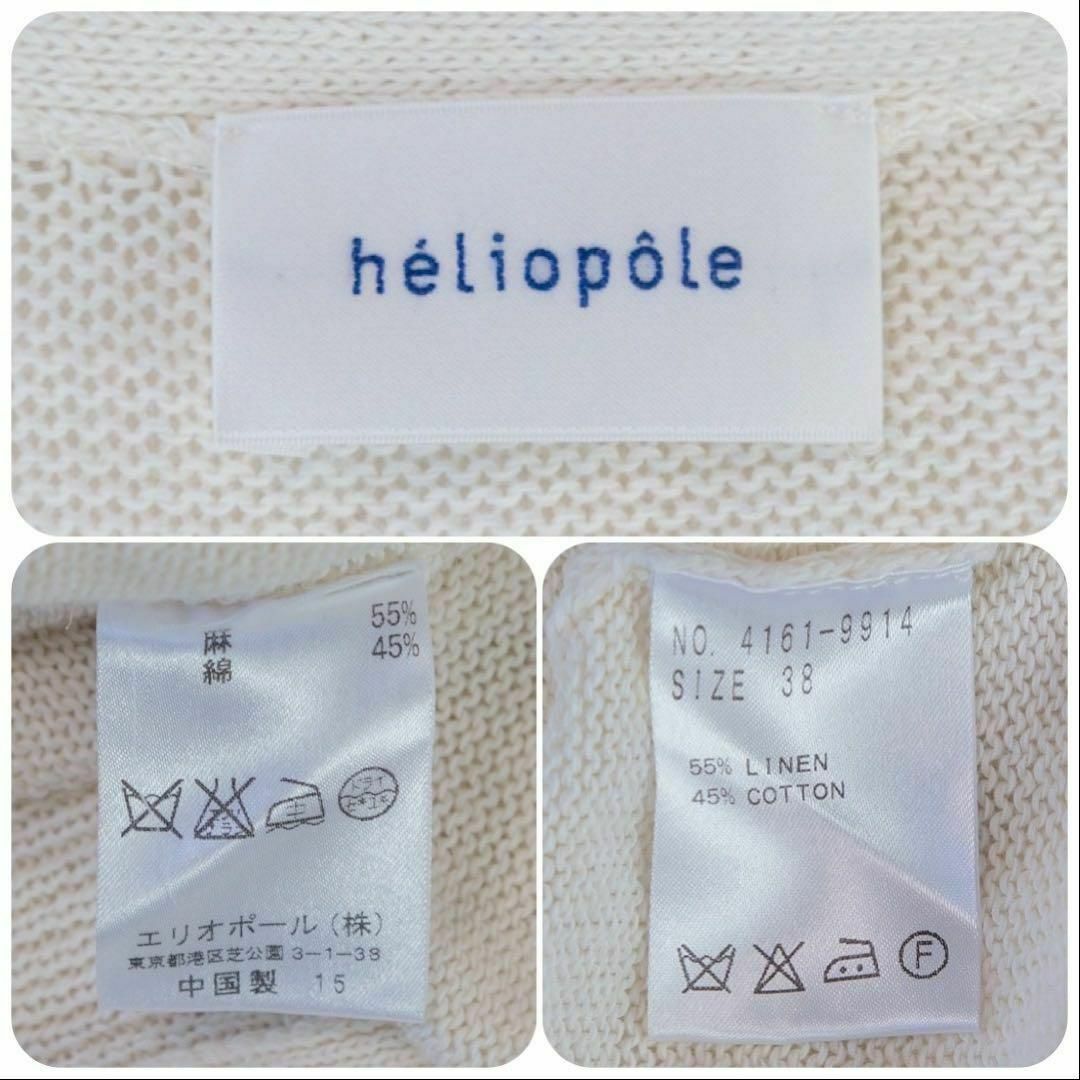 héliopôle
麻 55%
綿 45%
エリオポール（株）
東京都港区芝公園3-1-38
中国製 15
NO. 4161-9914
SIZE 38
55% LINEN
45% COTTON
F